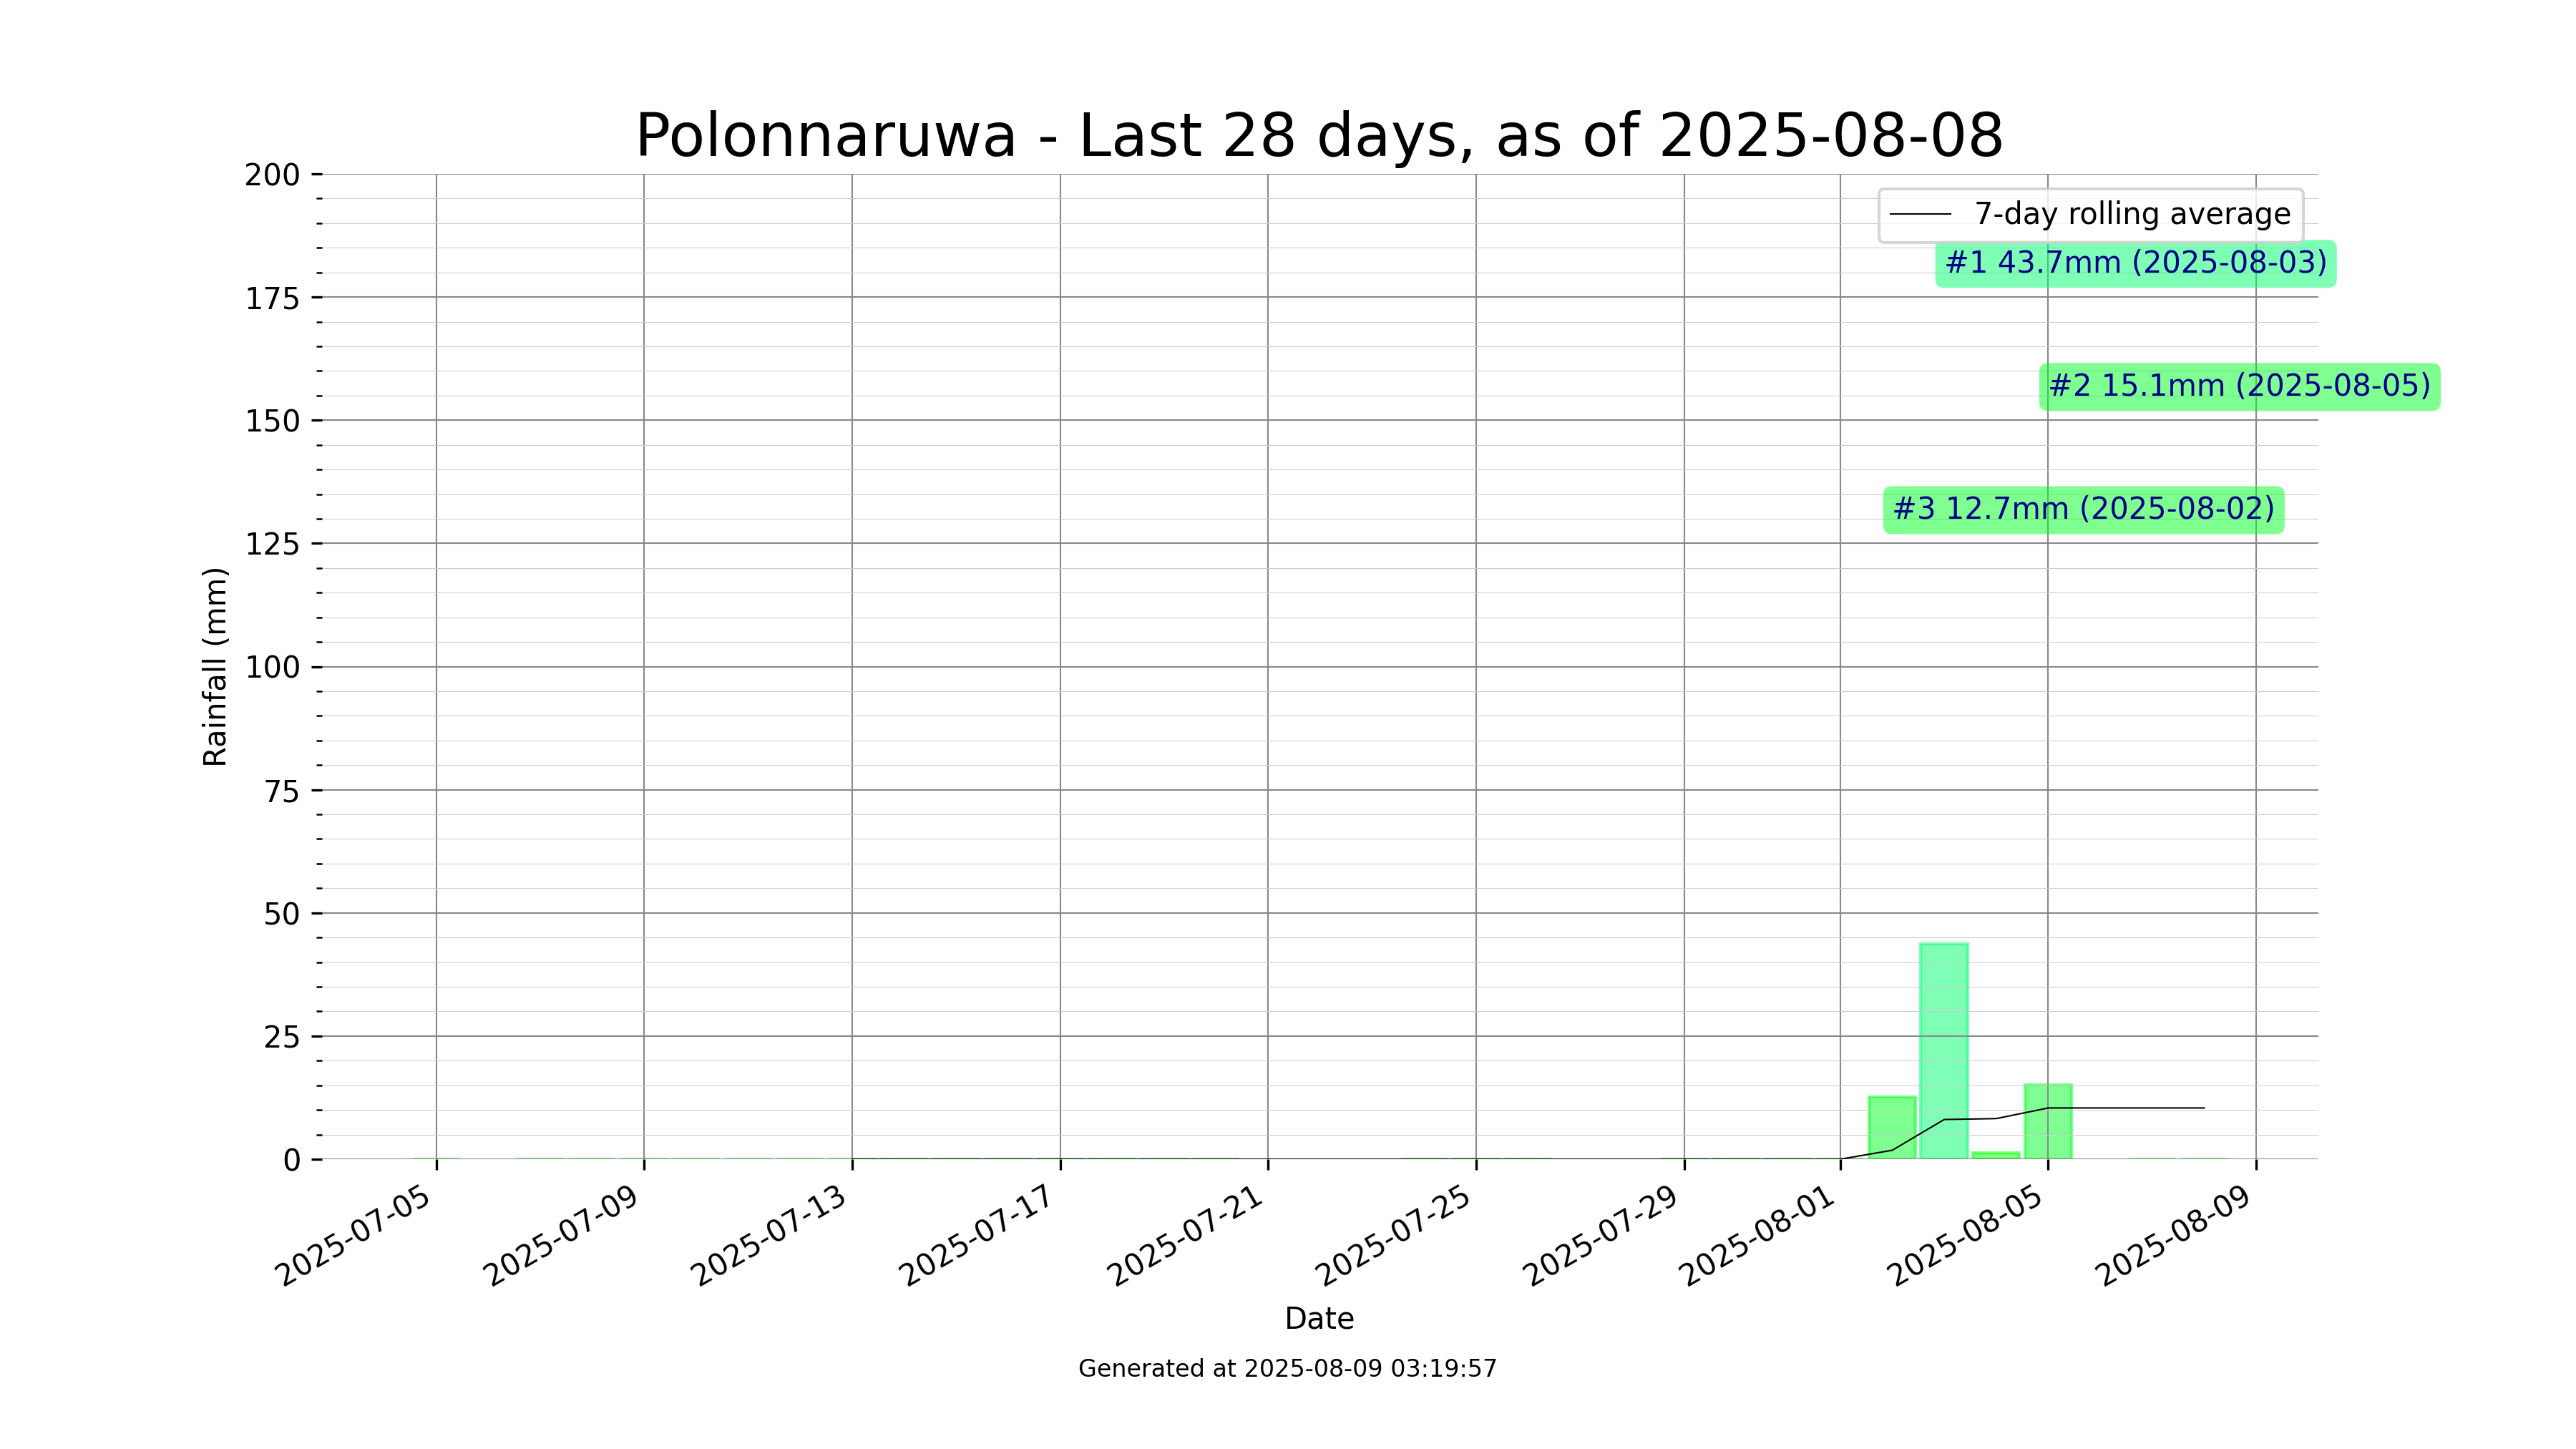 Polonnaruwa - Last 28 days, as of 2025-08-08
200
175
150
125
100
75
50
25
0
Rainfall (mm)
7-day rolling average
#1 43.7mm (2025-08-03)
#2 15.1mm (2025-08-05)
#3 12.7mm (2025-08-02)
2025-07-05
2025-07-09
2025-07-13
2025-07-17
2025-07-21
2025-07-25
2025-07-29
2025-08-01
2025-08-05
2025-08-09
Date
Generated at 2025-08-09 03:19:57